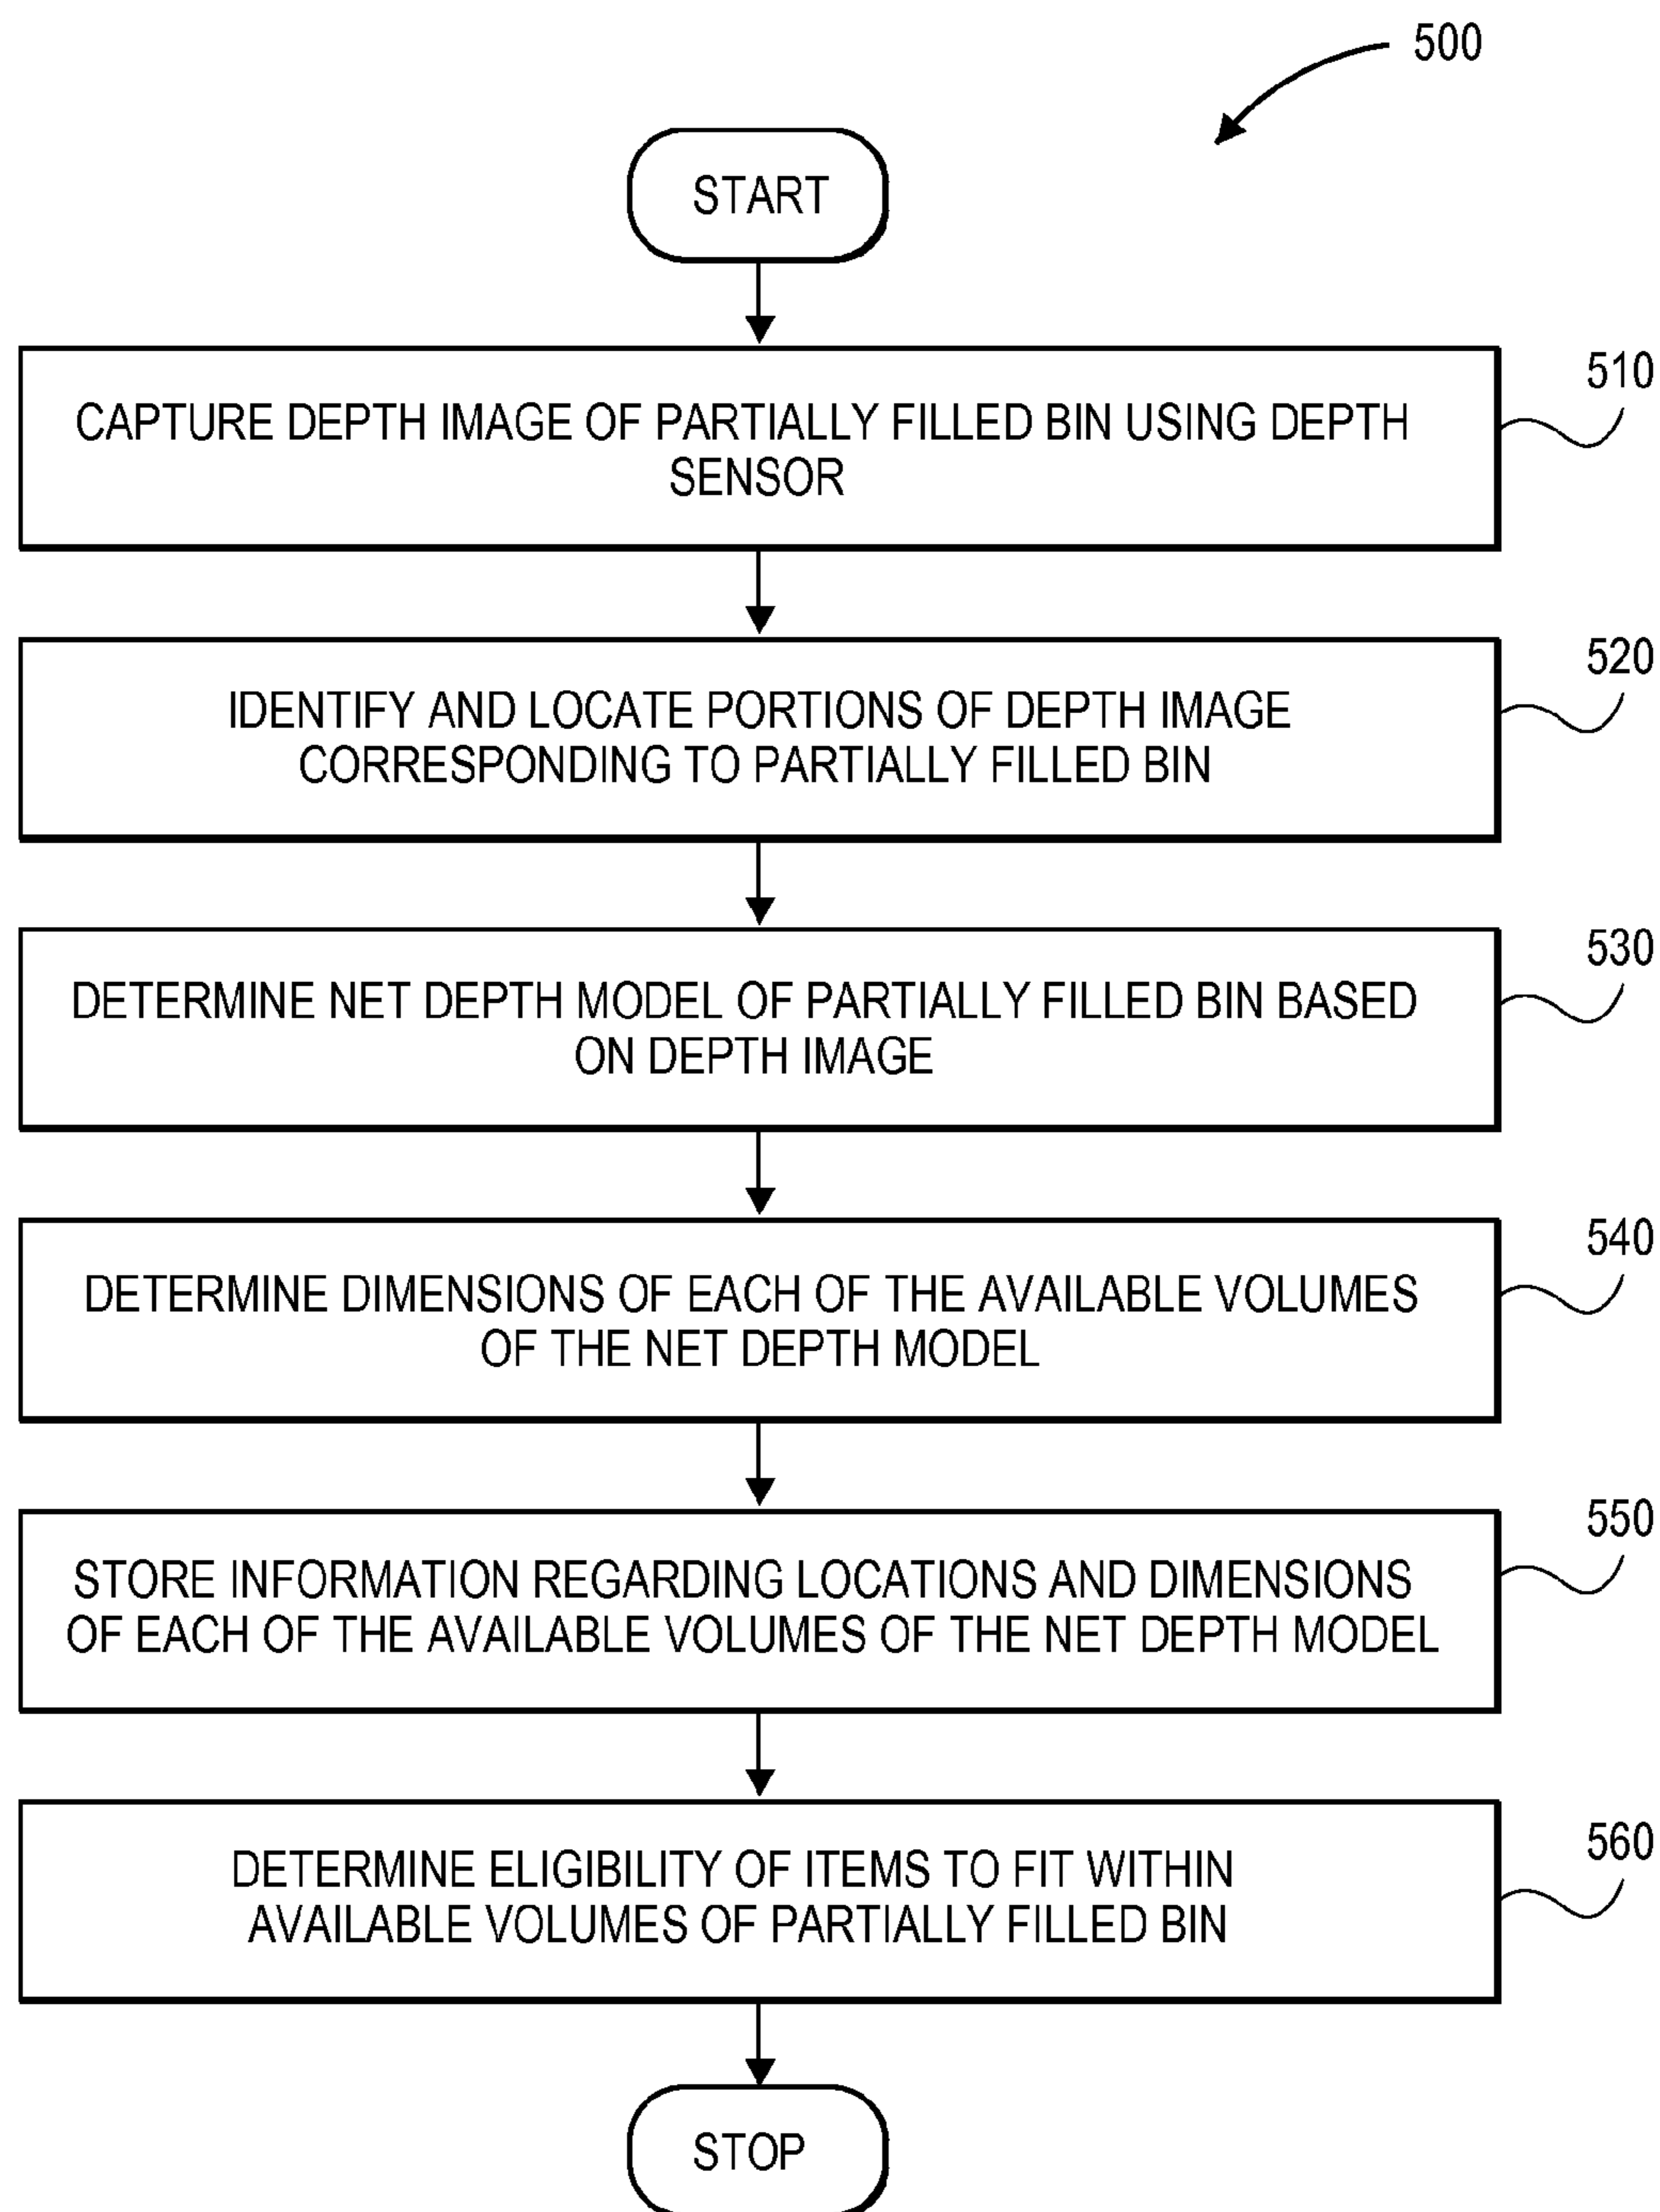 500
START
510
CAPTURE DEPTH IMAGE OF PARTIALLY FILLED BIN USING DEPTH
SENSOR
520
IDENTIFY AND LOCATE PORTIONS OF DEPTH IMAGE
CORRESPONDING TO PARTIALLY FILLED BIN
530
DETERMINE NET DEPTH MODEL OF PARTIALLY FILLED BIN BASED
ON DEPTH IMAGE
540
DETERMINE DIMENSIONS OF EACH OF THE AVAILABLE VOLUMES
OF THE NET DEPTH MODEL
550
STORE INFORMATION REGARDING LOCATIONS AND DIMENSIONS
OF EACH OF THE AVAILABLE VOLUMES OF THE NET DEPTH MODEL
560
DETERMINE ELIGIBILITY OF ITEMS TO FIT WITHIN
AVAILABLE VOLUMES OF PARTIALLY FILLED BIN
STOP